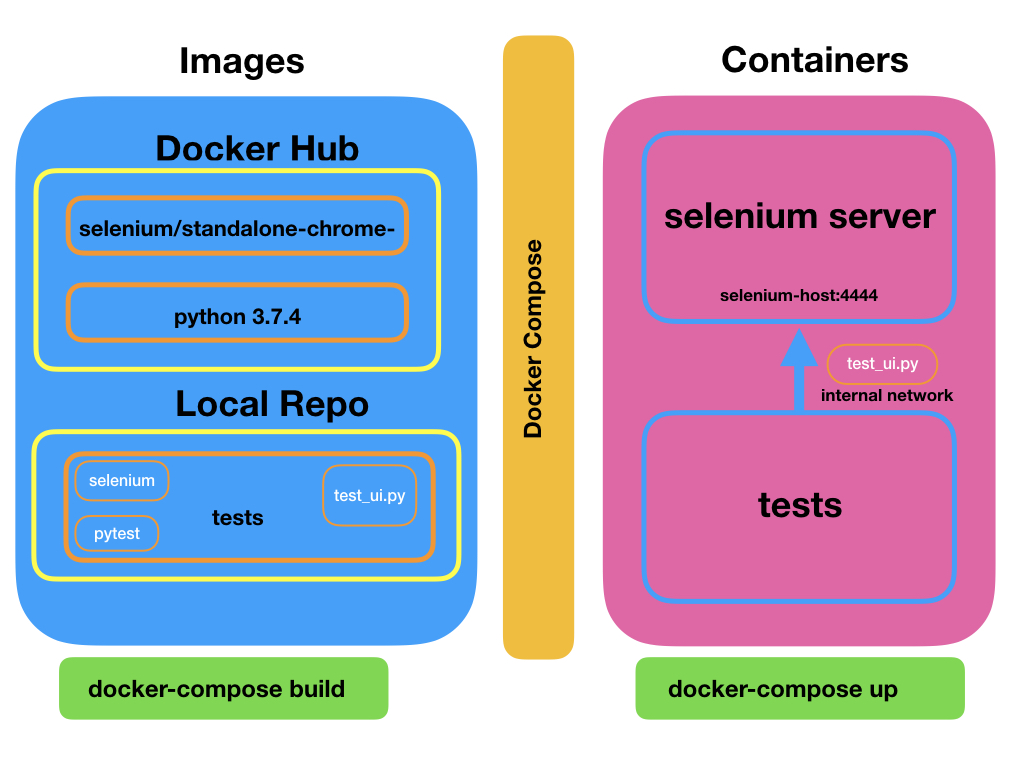 Images
Docker Hub
selenium/standalone-chrome-
python 3.7.4
Local Repo
selenium
pytest
tests
test_ui.py
docker-compose build
Docker Compose
Containers
selenium server
selenium-host:4444
test_ui.py
internal network
tests
docker-compose up